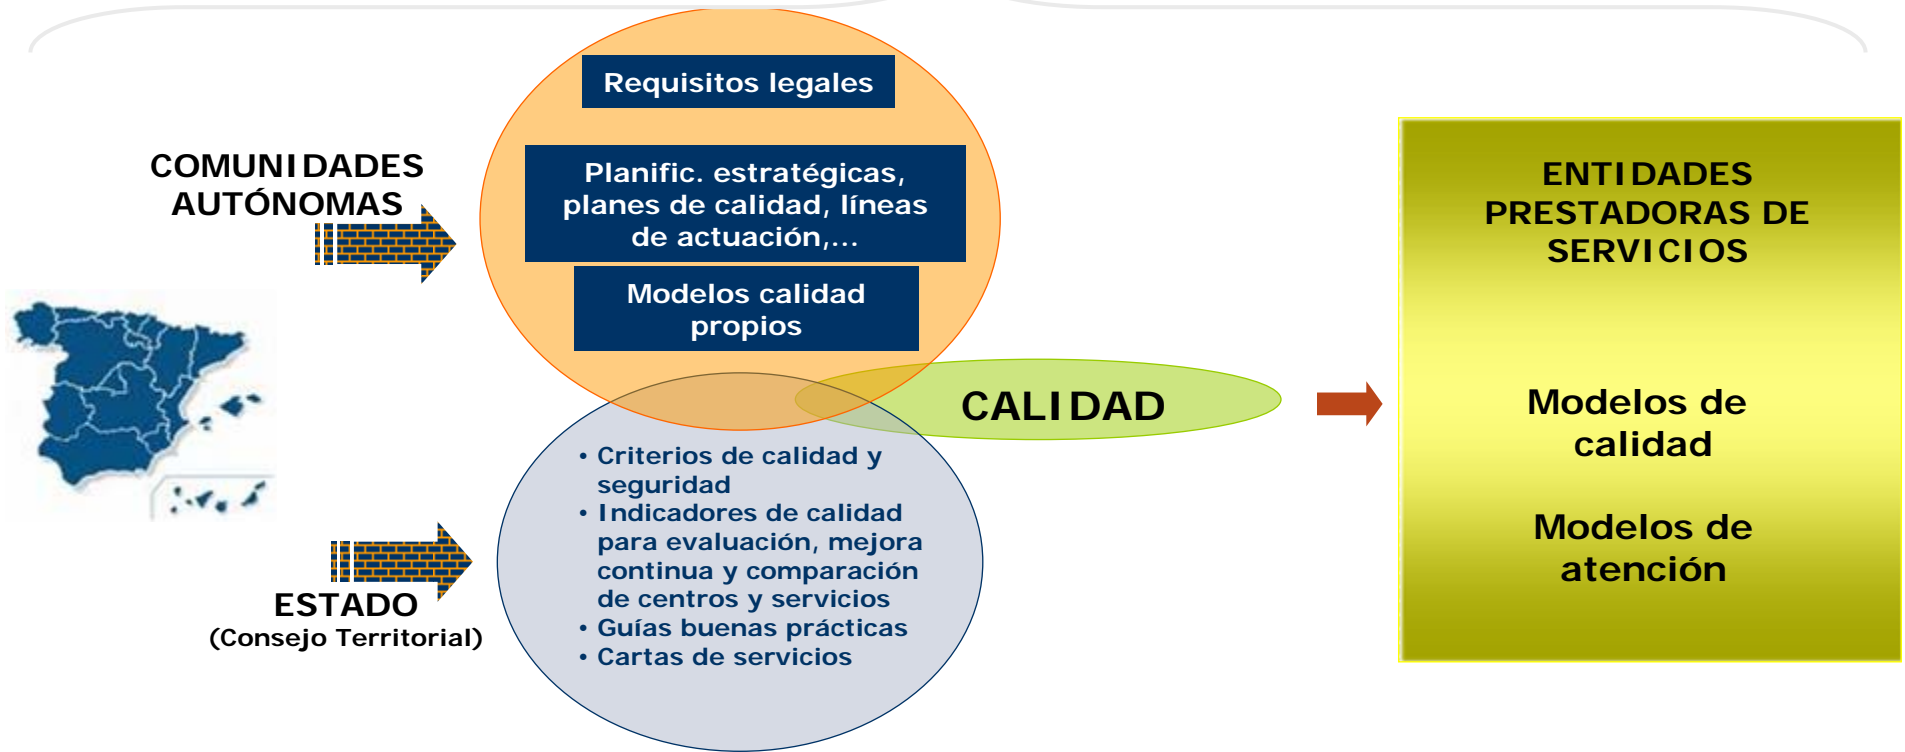 COMUNIDADES
AUTÓNOMAS
Requisitos legales
Planific. estratégicas,
planes de calidad, líneas
de actuación,...
Modelos calidad
propios
CALIDAD
ESTADO
(Consejo Territorial)
• Criterios de calidad y
seguridad
• Indicadores de calidad
para evaluación, mejora
continua y comparación
de centros y servicios
• Guías buenas prácticas
• Cartas de servicios
ENTIDADES
PRESTADORAS DE
SERVICIOS
Modelos de
calidad
Modelos de
atención